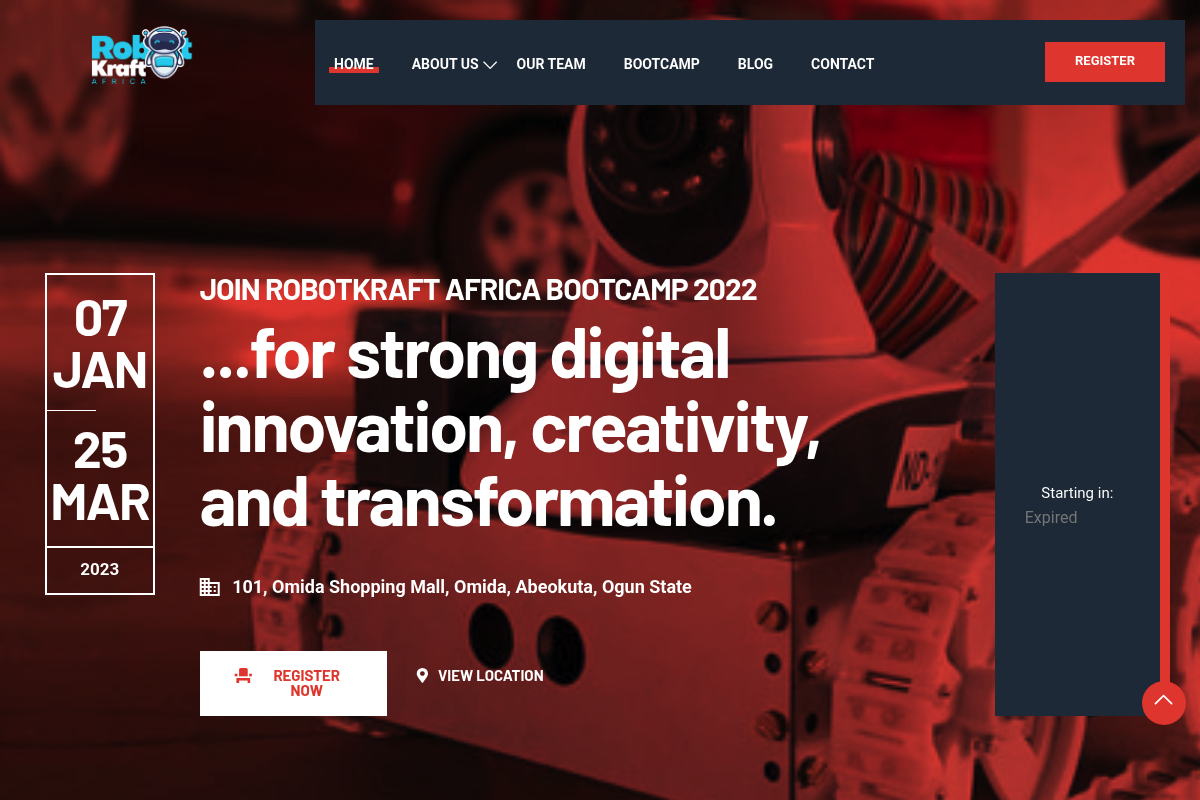 Robot
Kraft
AFRICA
HOME
ABOUT US
OUR TEAM
BOOTCAMP
BLOG
CONTACT
REGISTER
07
JAN
25
MAR
2023
JOIN ROBOTKRAFT AFRICA BOOTCAMP 2022
...for strong digital
innovation, creativity,
and transformation.
101, Omida Shopping Mall, Omida, Abeokuta, Ogun State
REGISTER
NOW
VIEW LOCATION
Starting in:
Expired